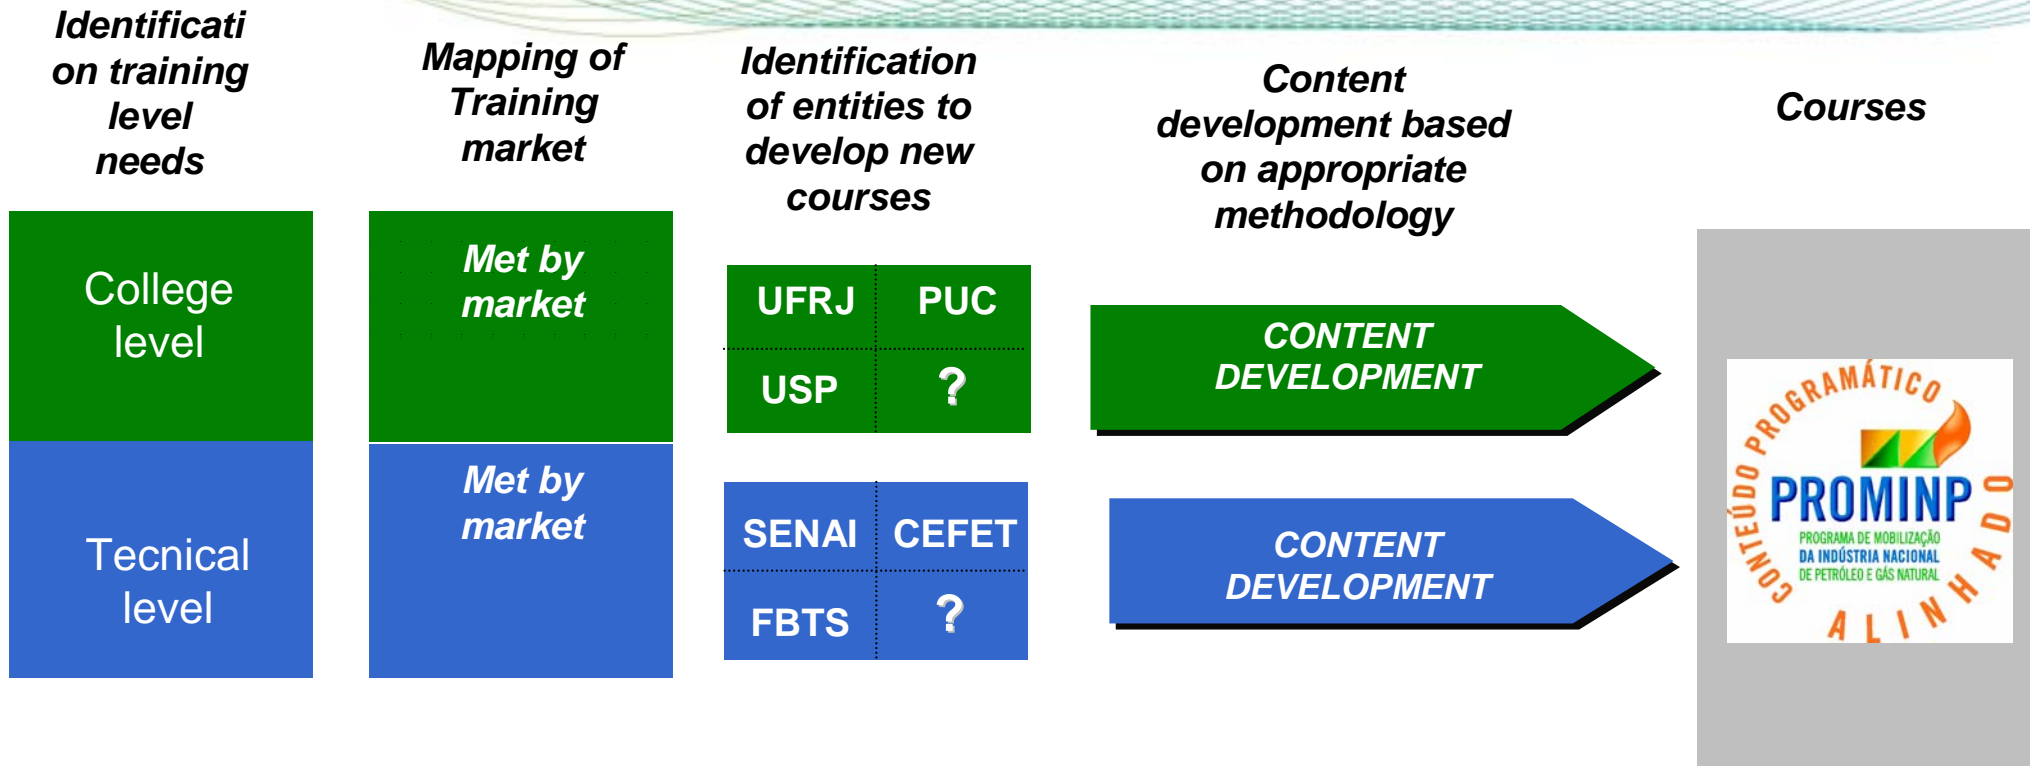 Identificati
on training
level
needs
Mapping of
Training
market
Identification
of entities to
develop new
courses
Content
development based
on appropriate
methodology
Courses
College
level
Met by
market
UFRJ PUC
USP ?
CONTENT
DEVELOPMENT
Tecnical
level
Met by
market
SENAI CEFET
FBTS ?
CONTENT
DEVELOPMENT
CONTEÚDO PROGRAMÁTICO
ALINHADO
PROMINP
PROGRAMA DE MOBILIZAÇÃO
DA INDÚSTRIA NACIONAL
DE PETRÓLEO E GÁS NATURAL